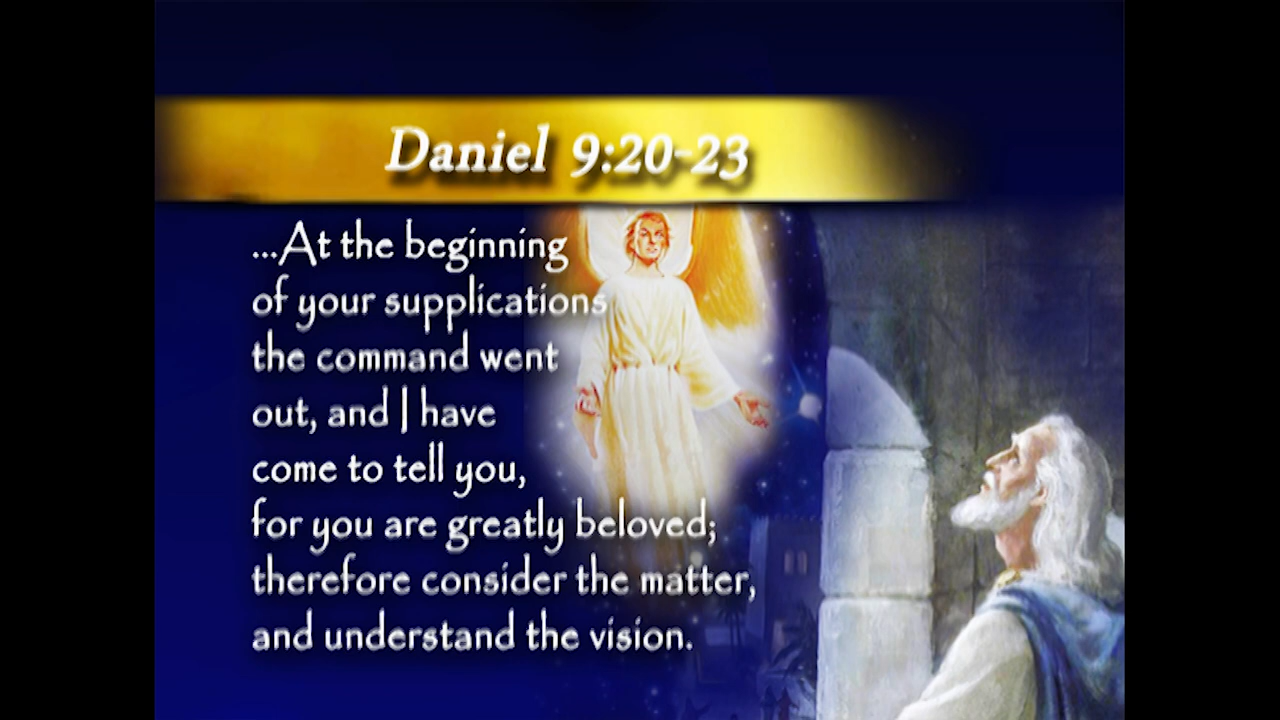 Daniel 9:20-23
...At the beginning
of your supplications
the command went
out, and I have
come to tell you,
for you are greatly beloved;
therefore consider the matter,
and understand the vision.